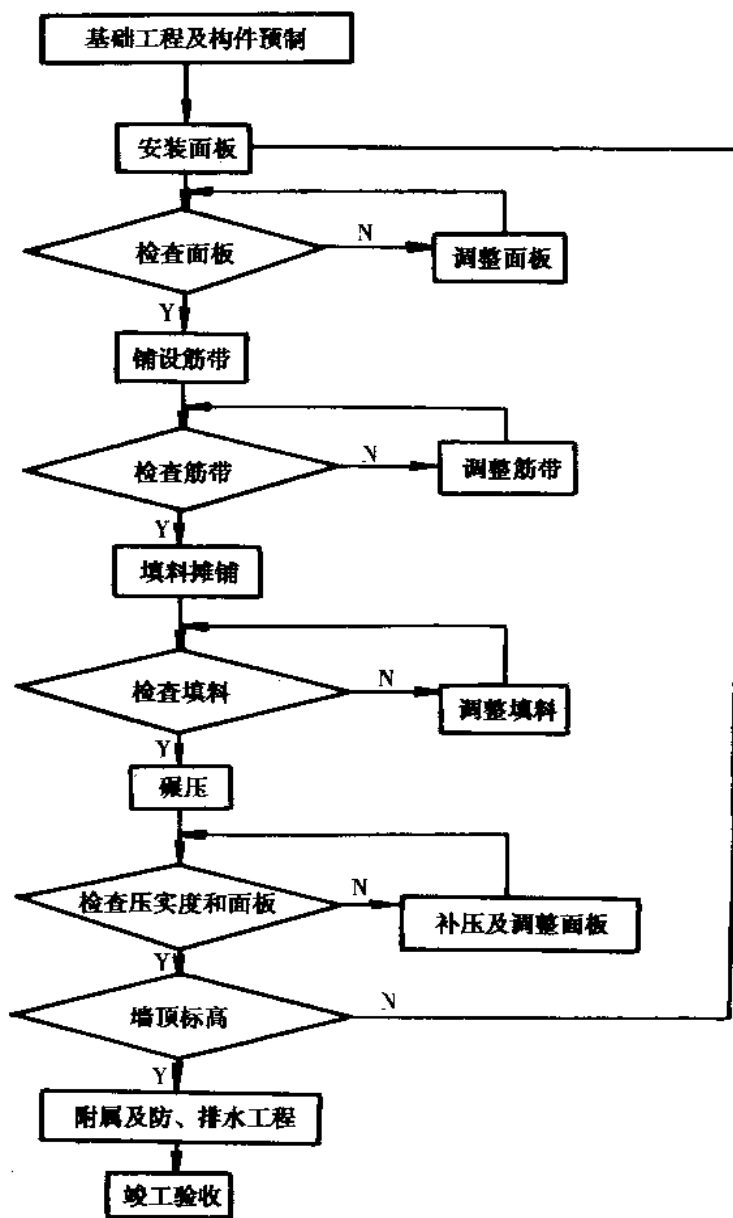 基础工程及构件预制
安装面板
检查面板
N
调整面板
Y
铺设筋带
检查筋带
N
调整筋带
Y
填料摊铺
检查填料
N
调整填料
Y
碾压
检查压实度和面板
N
补压及调整面板
Y
墙顶标高
N
Y
附属及防、排水工程
竣工验收